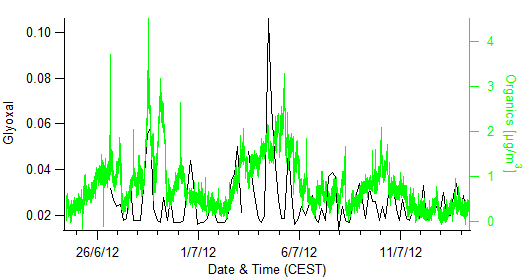 0.10
0.08
0.06
0.04
0.02
Glyoxal
4
3
2
1
0
Organics [µg/m³]
26/6/12 1/7/12 6/7/12 11/7/12
Date & Time (CEST)